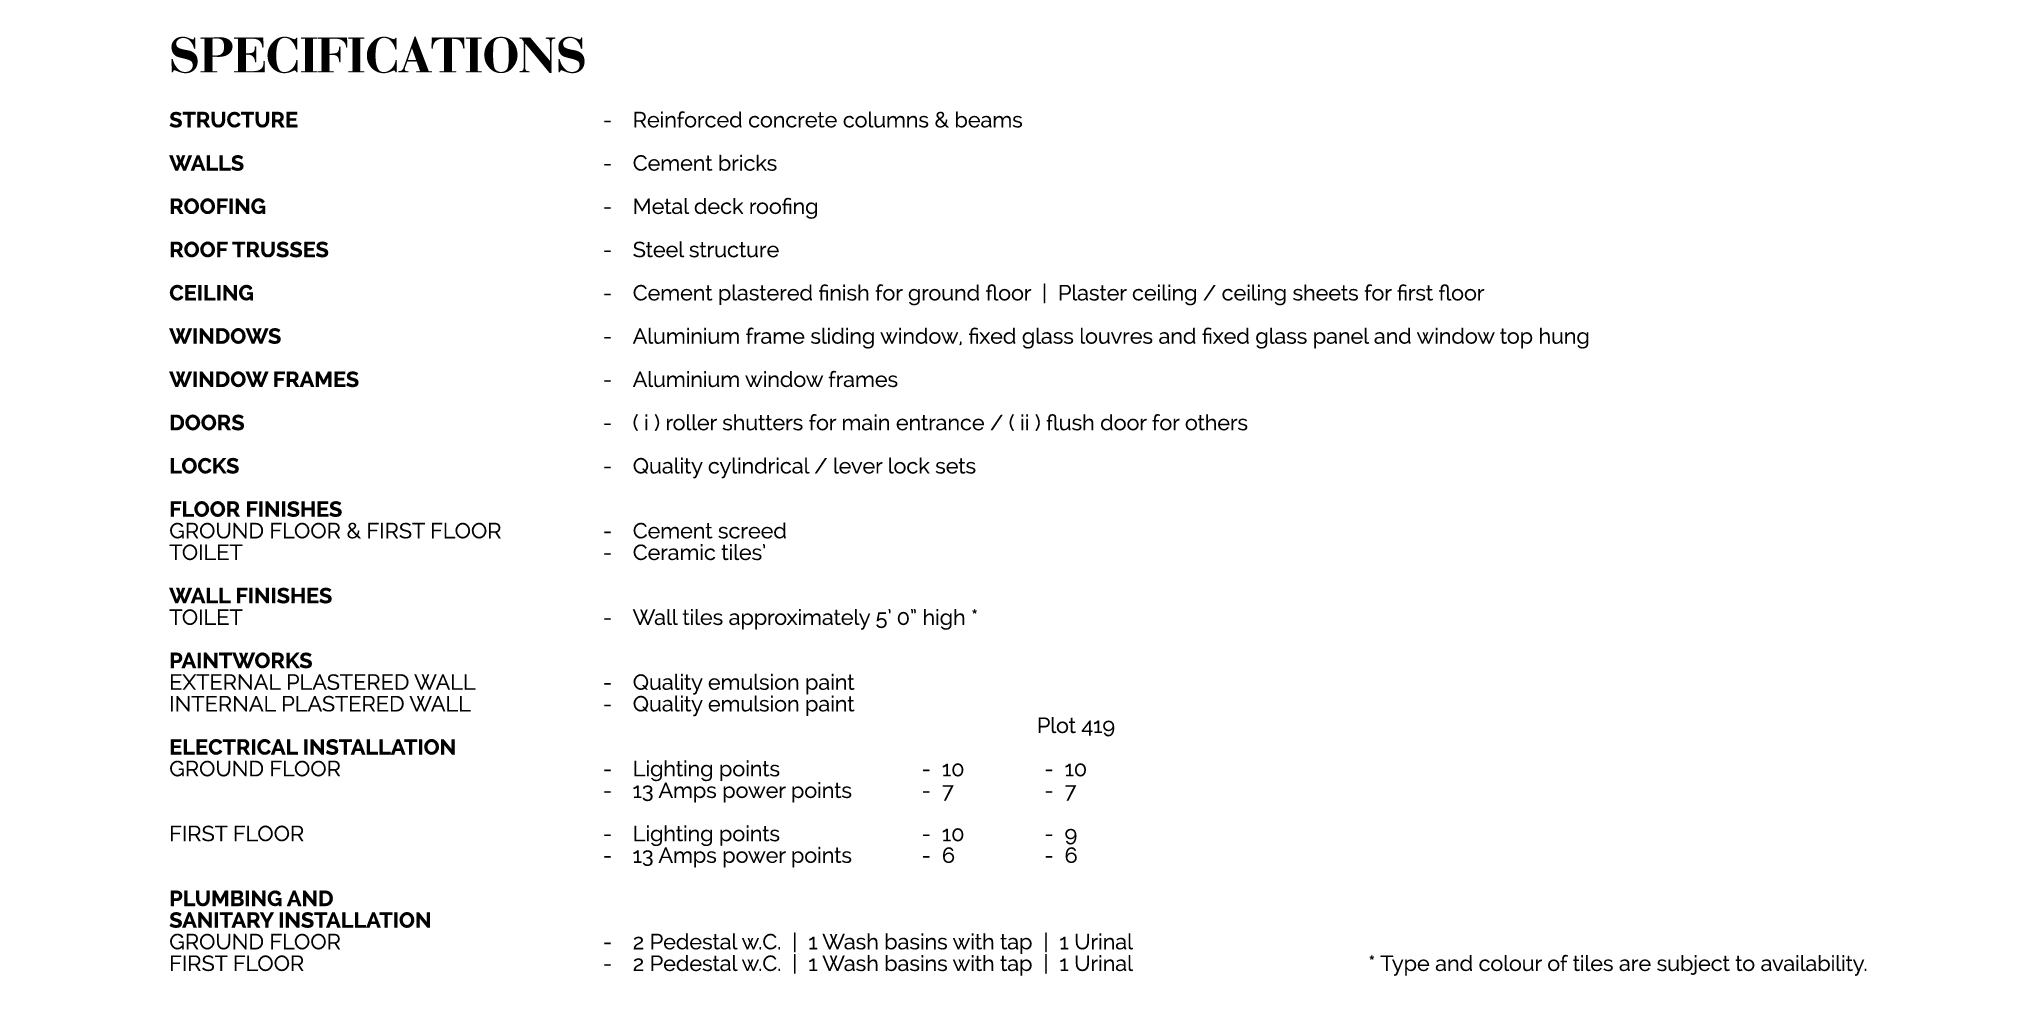 SPECIFICATIONS
STRUCTURE - Reinforced concrete columns & beams
WALLS - Cement bricks
ROOFING - Metal deck roofing
ROOF TRUSSES - Steel structure
CEILING - Cement plastered finish for ground floor | Plaster ceiling / ceiling sheets for first floor
WINDOWS - Aluminium frame sliding window, fixed glass louvres and fixed glass panel and window top hung
WINDOW FRAMES - Aluminium window frames
DOORS - ( i ) roller shutters for main entrance / ( ii ) flush door for others
LOCKS - Quality cylindrical / lever lock sets
FLOOR FINISHES
GROUND FLOOR & FIRST FLOOR - Cement screed
TOILET - Ceramic tiles’
WALL FINISHES
TOILET - Wall tiles approximately 5’ 0” high *
PAINTWORKS
EXTERNAL PLASTERED WALL - Quality emulsion paint
INTERNAL PLASTERED WALL - Quality emulsion paint
Plot 419
ELECTRICAL INSTALLATION
GROUND FLOOR - Lighting points - 10 - 10
- 13 Amps power points - 7 - 7
FIRST FLOOR - Lighting points - 10 - 9
- 13 Amps power points - 6 - 6
PLUMBING AND
SANITARY INSTALLATION
GROUND FLOOR - 2 Pedestal w.C. | 1 Wash basins with tap | 1 Urinal
FIRST FLOOR - 2 Pedestal w.C. | 1 Wash basins with tap | 1 Urinal
* Type and colour of tiles are subject to availability.